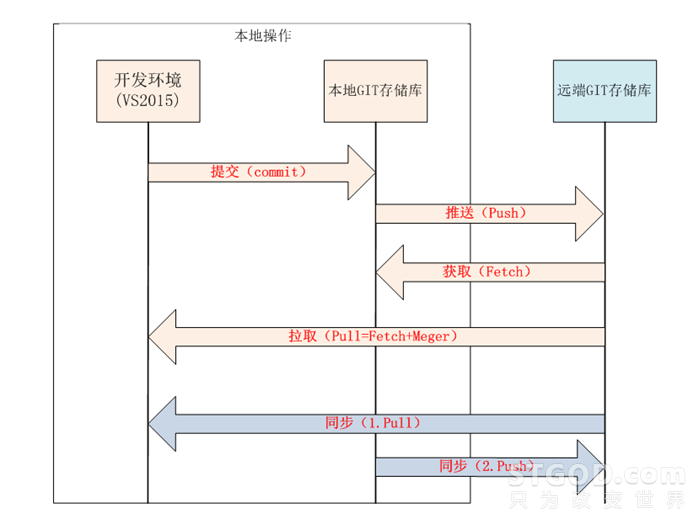 本地操作
开发环境
(VS2015)
本地GIT存储库
远端GIT存储库
提交（commit）
推送（Push）
获取（Fetch）
拉取（Pull=Fetch+Meger）
同步（1.Pull）
同步（2.Push）
STGOD.com
只为改变世界